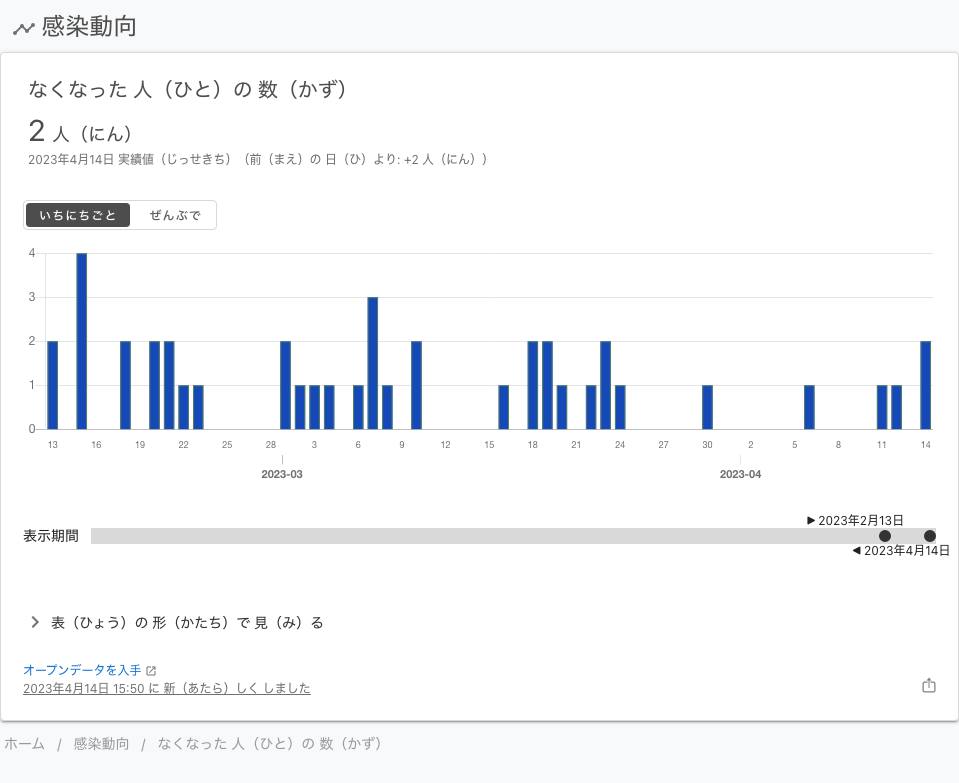 感染動向
なくなった 人（ひと）の 数（かず）
2 人（にん）
2023年4月14日 実績値（じっせきち）（前（まえ）の 日（ひ）より: +2 人（にん））
いちにちごと ぜんぶで
4
3
2
1
0
13 16 19 22 25 28 3 6 9 12 15 18 21 24 27 30 2 5 8 11 14
2023-03 2023-04
2023年2月13日
表示期間
2023年4月14日
表（ひょう）の 形（かたち）で 見（み）る
オープンデータを入手
2023年4月14日 15:50 に 新（あたら）しく しました
ホーム / 感染動向 / なくなった 人（ひと）の 数（かず）